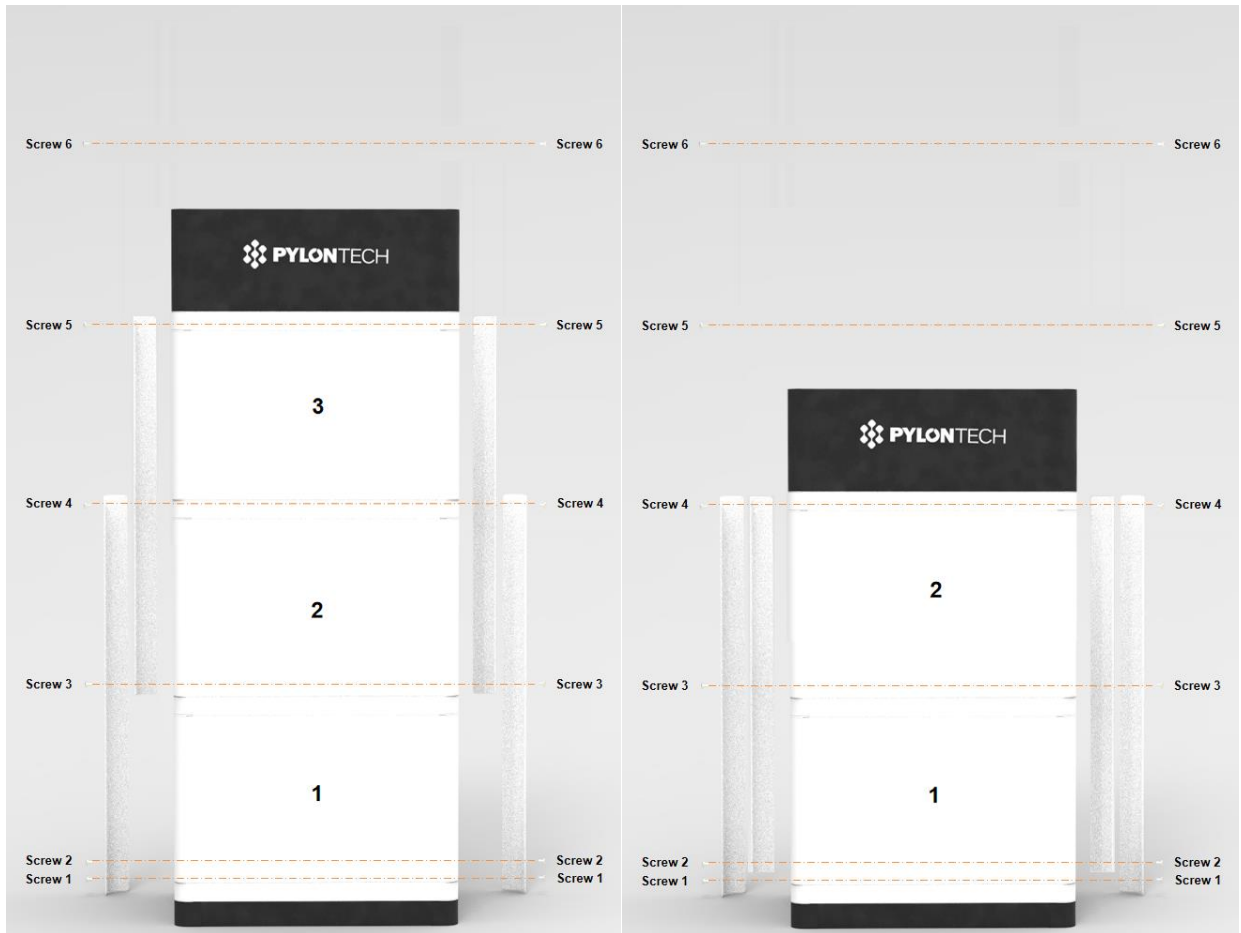 Screw 6 Screw 6 Screw 6 Screw 6
PYLONTECH
Screw 5 Screw 5 Screw 5 Screw 5
3
PYLONTECH
Screw 4 Screw 4 Screw 4 Screw 4
2
2
Screw 3 Screw 3 Screw 3 Screw 3
1
1
Screw 2 Screw 2 Screw 2 Screw 2
Screw 1 Screw 1 Screw 1 Screw 1